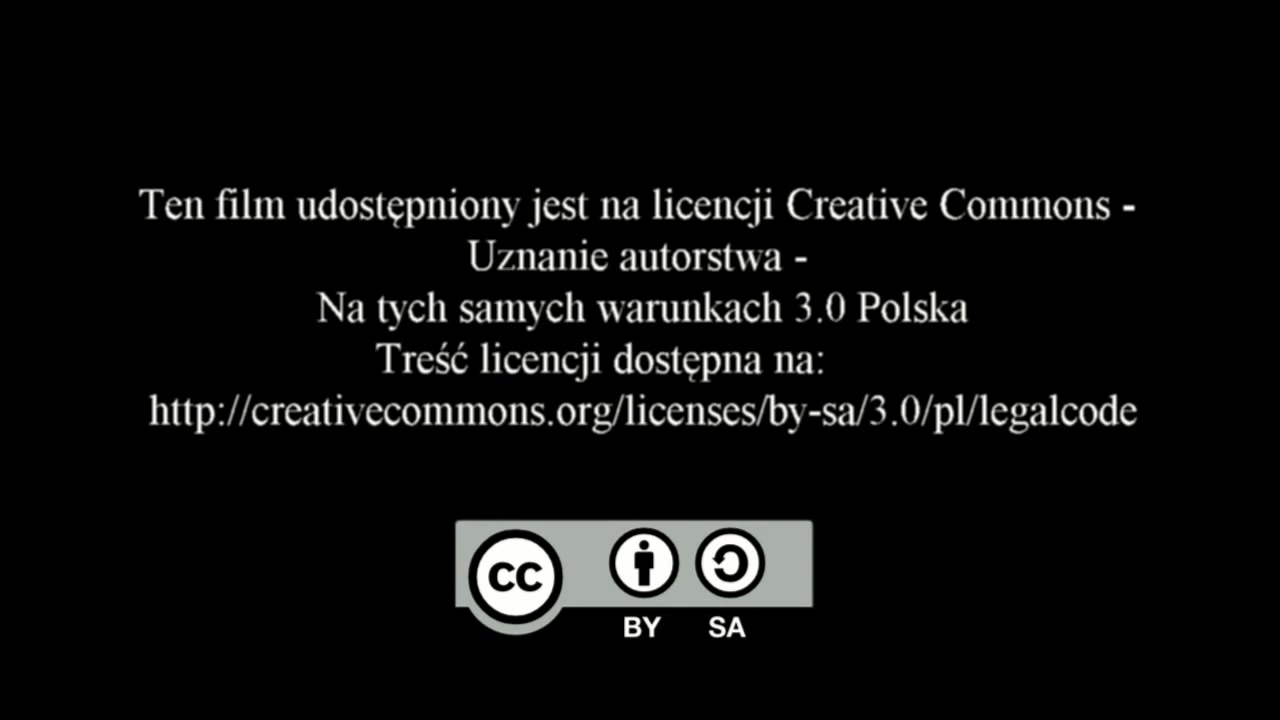 Ten film udostępniony jest na licencji Creative Commons -
Uznanie autorstwa -
Na tych samych warunkach 3.0 Polska
Treść licencji dostępna na:
http://creativecommons.org/licenses/by-sa/3.0/pl/legalcode
CC
BY SA